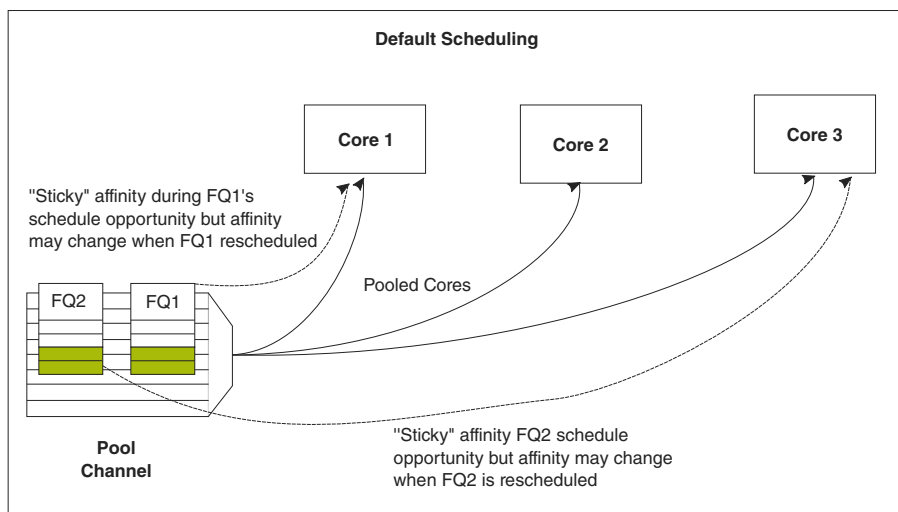 Default Scheduling
Core 1
Core 2
Core 3
"Sticky" affinity during FQ1's
schedule opportunity but affinity
may change when FQ1 rescheduled
Pooled Cores
FQ2
FQ1
"Sticky" affinity FQ2 schedule
opportunity but affinity may change
when FQ2 is rescheduled
Pool
Channel